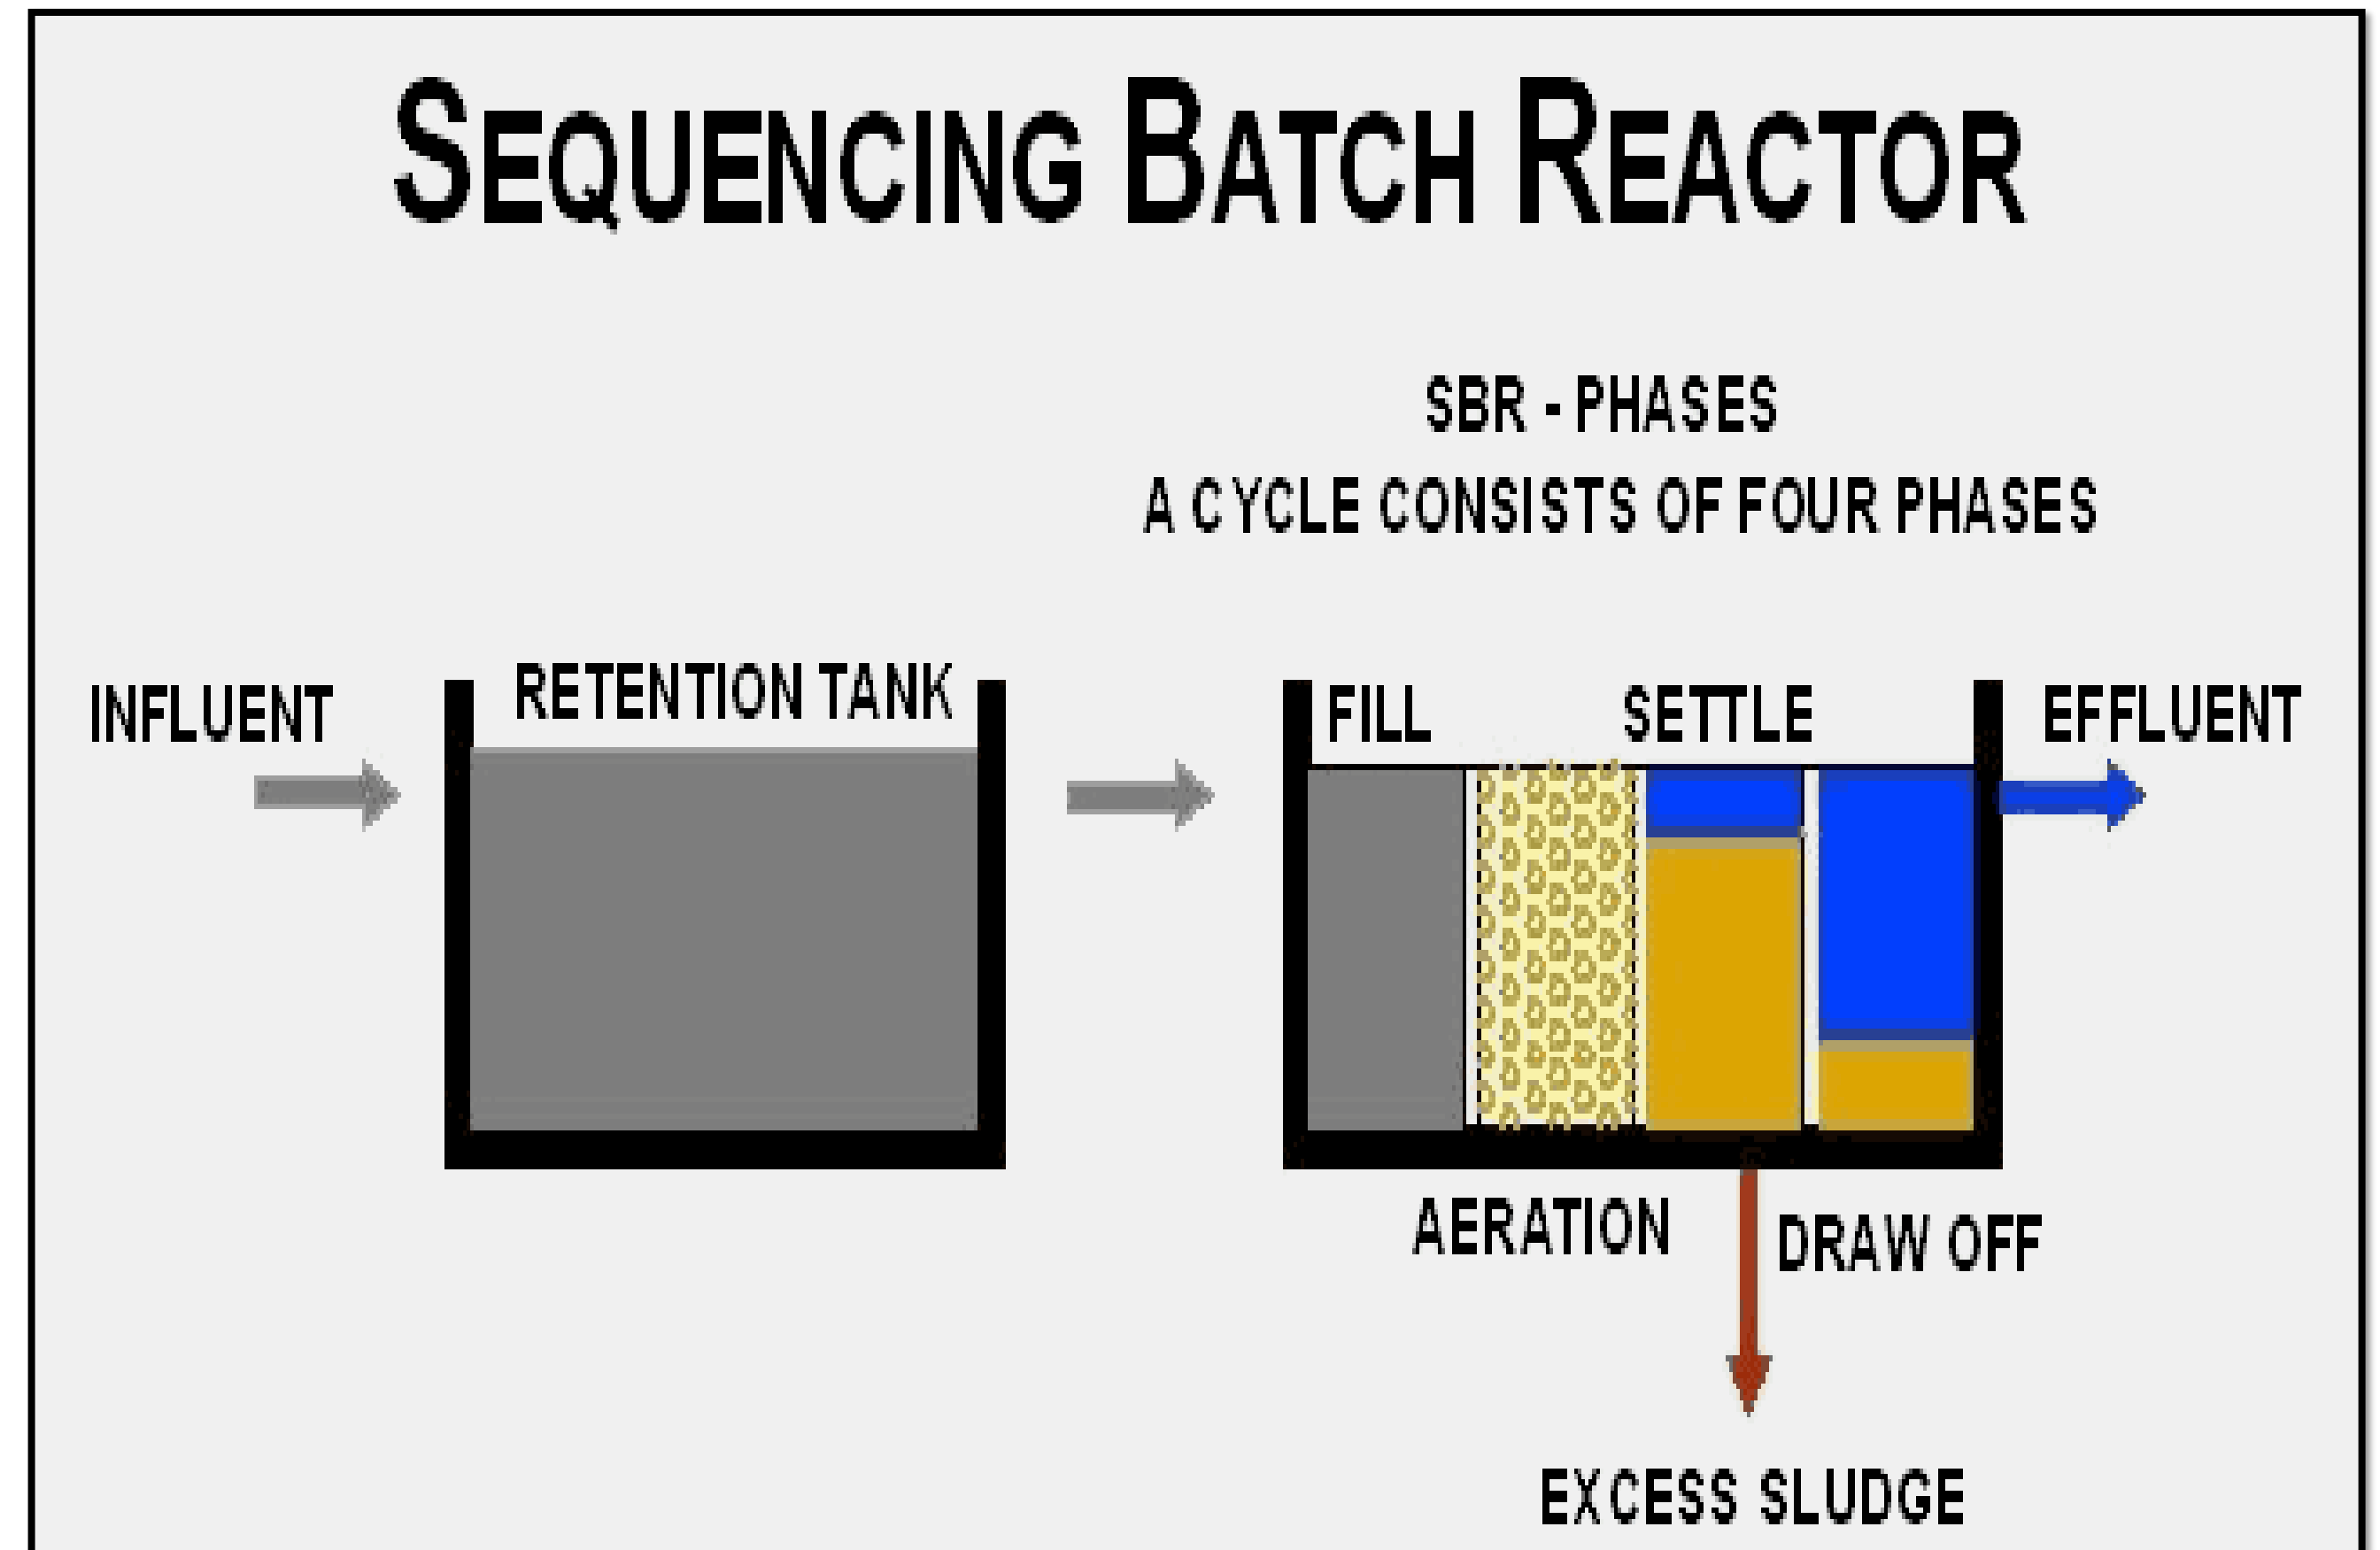 SEQUENCING BATCH REACTOR
SBR - PHASES
A CYCLE CONSISTS OF FOUR PHASES
INFLUENT
RETENTION TANK
FILL
SETTLE
EFFLUENT
AERATION
DRAW OFF
EXCESS SLUDGE